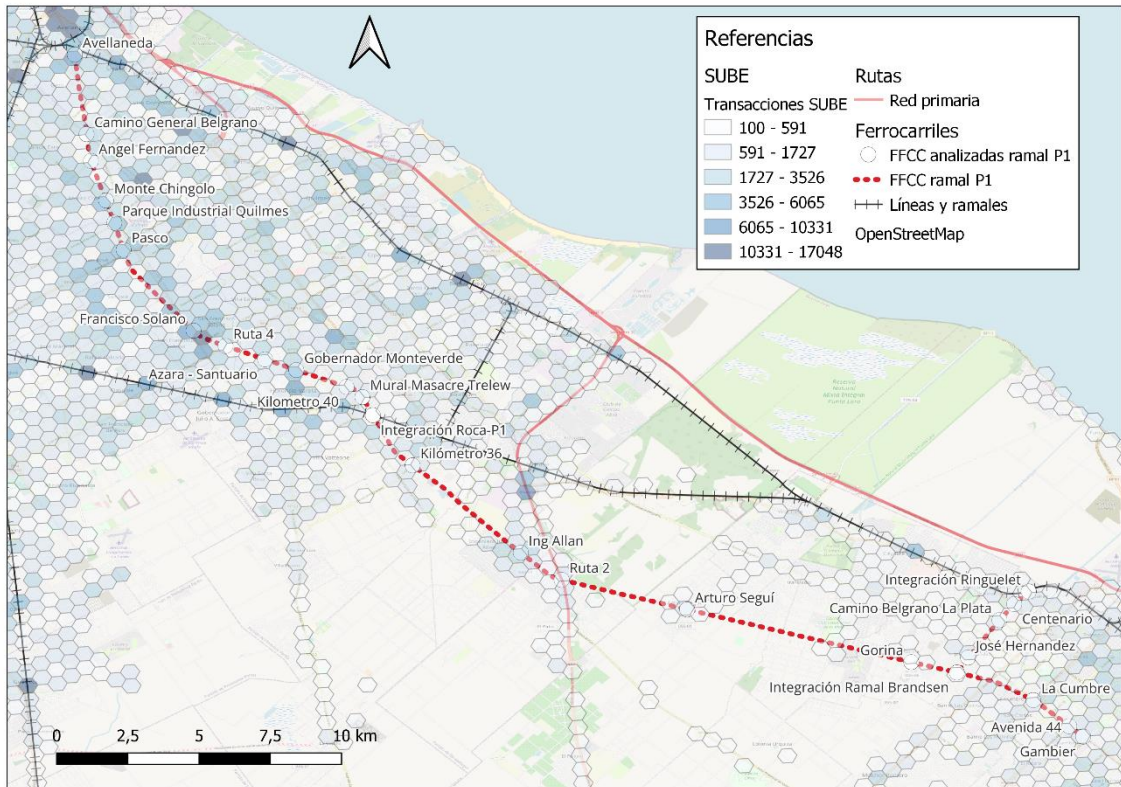 Referencias
SUBE
Transacciones SUBE
100 - 591
591 - 1727
1727 - 3526
3526 - 6065
6065 - 10331
10331 - 17048
Rutas
Red primaria
Ferrocarriles
FFCC analizadas ramal P1
FFCC ramal P1
Líneas y ramales
OpenStreetMap
Avellaneda
Camino General Belgrano
Angel Fernandez
Monte Chingolo
Parque Industrial Quilmes
Pasco
Francisco Solano
Ruta 4
Gobernador Monteverde
Azara - Santuario
Mural Masacre Trelew
Kilometro 40
Integración Roca-P1
Kilómetro 36
Ing Allan
Ruta 2
Arturo Seguí
Integración Ringuelet
Camino Belgrano La Plata
Centenario
José Hernandez
Gorina
Integración Ramal Brandsen
La Cumbre
Avenida 44
Gambier
0 2,5 5 7,5 10 km